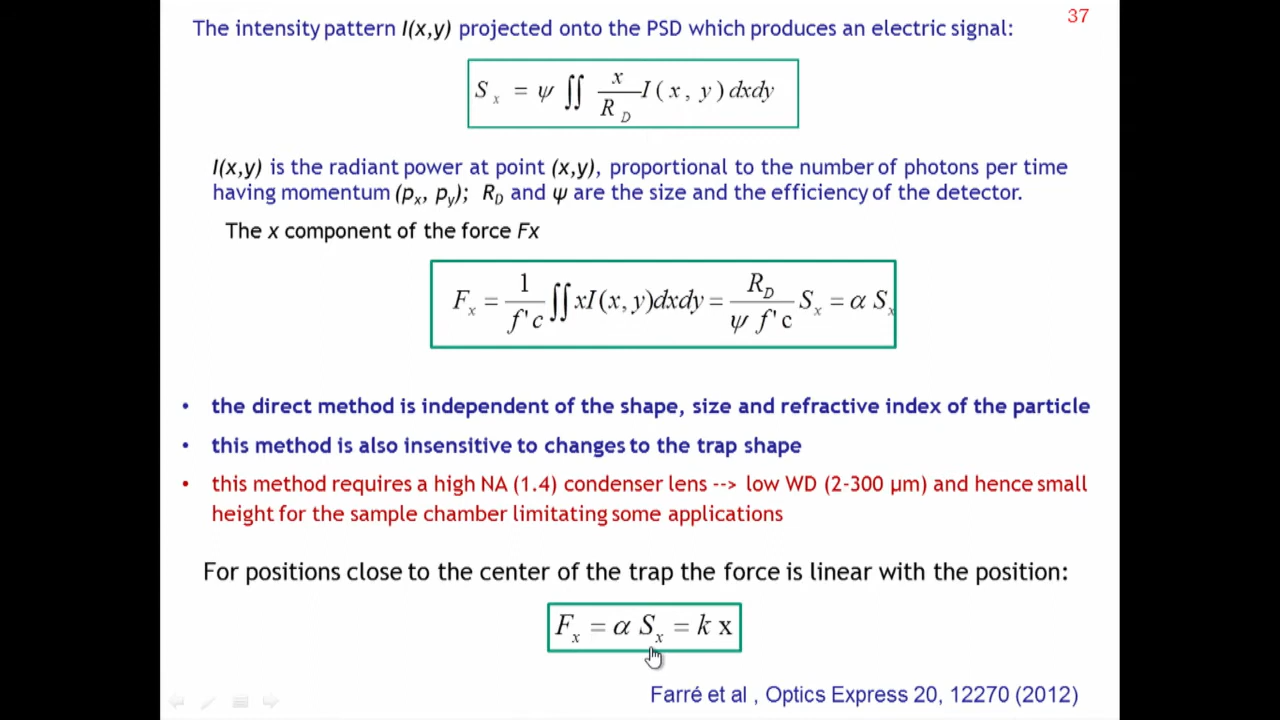 37
The intensity pattern I(x,y) projected onto the PSD which produces an electric signal:
S_x = ψ ∬ x/R_D I(x, y) dxdy
I(x,y) is the radiant power at point (x,y), proportional to the number of photons per time
having momentum (p_x, p_y); R_D and ψ are the size and the efficiency of the detector.
The x component of the force Fx
F_x = 1/f'c ∬ xI(x, y)dxdy = R_D/ψ f'c S_x = α S_x
• the direct method is independent of the shape, size and refractive index of the particle
• this method is also insensitive to changes to the trap shape
• this method requires a high NA (1.4) condenser lens --> low WD (2-300 µm) and hence small
height for the sample chamber limitating some applications
For positions close to the center of the trap the force is linear with the position:
F_x = α S_x = k x
Farré et al , Optics Express 20, 12270 (2012)